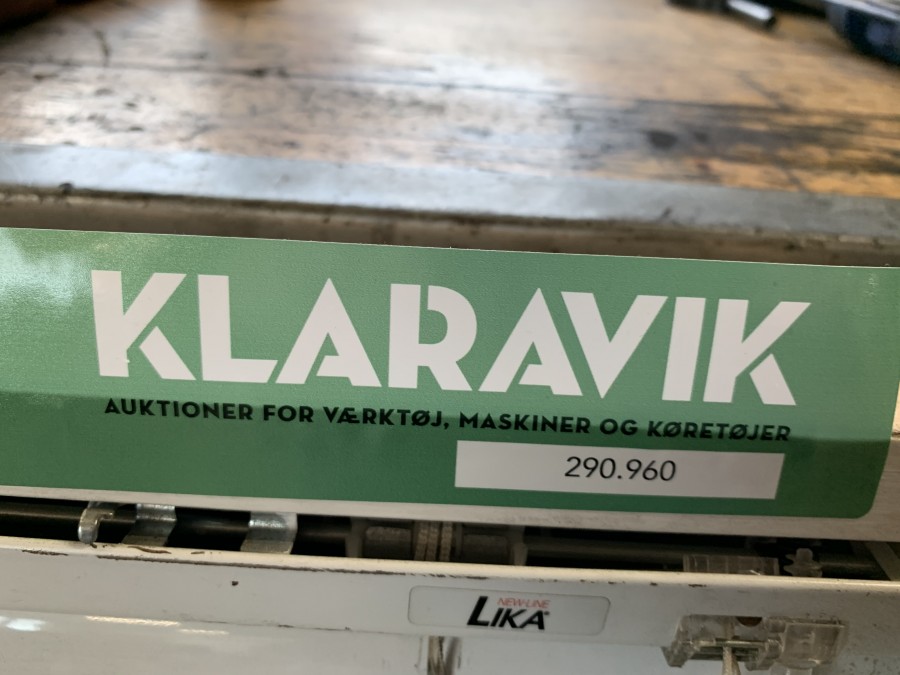 KLARAVIK
AUKTIONER FOR VÆRKTØJ, MASKINER OG KØRETØJER
290.960
NEW-LINE
LIKA®